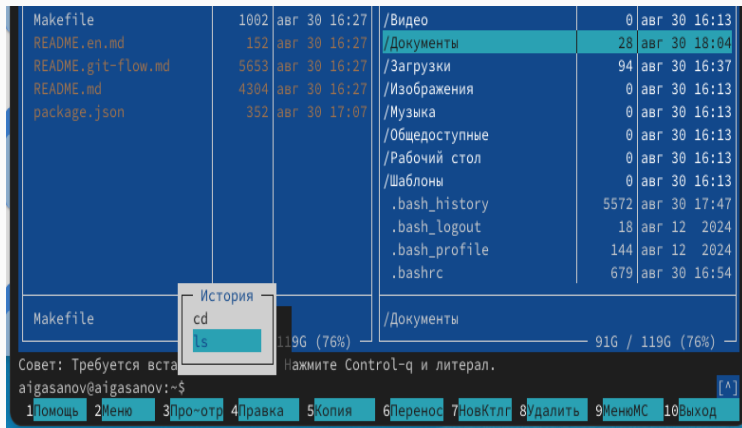 Makefile 1002 авг 30 16:27 /Видео 0 авг 30 16:13
README.en.md 152 авг 30 16:27 /Документы 28 авг 30 18:04
README.git-flow.md 5653 авг 30 16:27 /Загрузки 94 авг 30 16:37
README.md 4304 авг 30 16:27 /Изображения 0 авг 30 16:13
package.json 352 авг 30 17:07 /Музыка 0 авг 30 16:13
/Общедоступные 0 авг 30 16:13
/Рабочий стол 0 авг 30 16:13
/Шаблоны 0 авг 30 16:13
.bash_history 5572 авг 30 17:47
.bash_logout 18 авг 12 2024
.bash_profile 144 авг 12 2024
.bashrc 679 авг 30 16:54
История
Makefile cd /Документы
ls 119G (76%) 91G / 119G (76%)
Совет: Требуется вста Нажмите Control-q и литерал.
aigasanov@aigasanov:~$ [^]
1Помощь 2Меню 3Про~отр 4Правка 5Копия 6Перенос 7НовКтлг 8Удалить 9МенюMC 10Выход